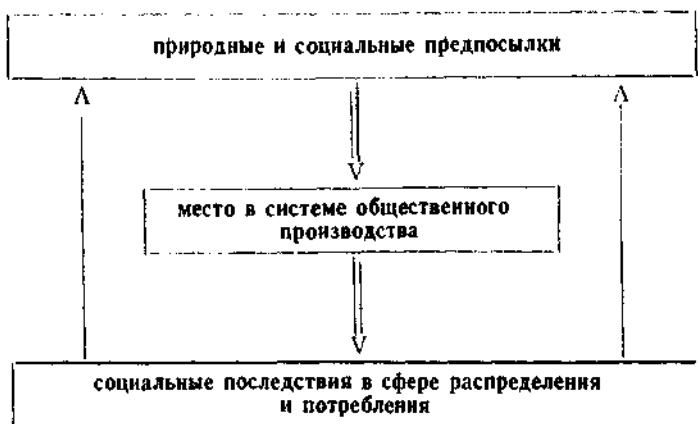 природные и социальные предпосылки
место в системе общественного
производства
социальные последствия в сфере распределения
и потребления